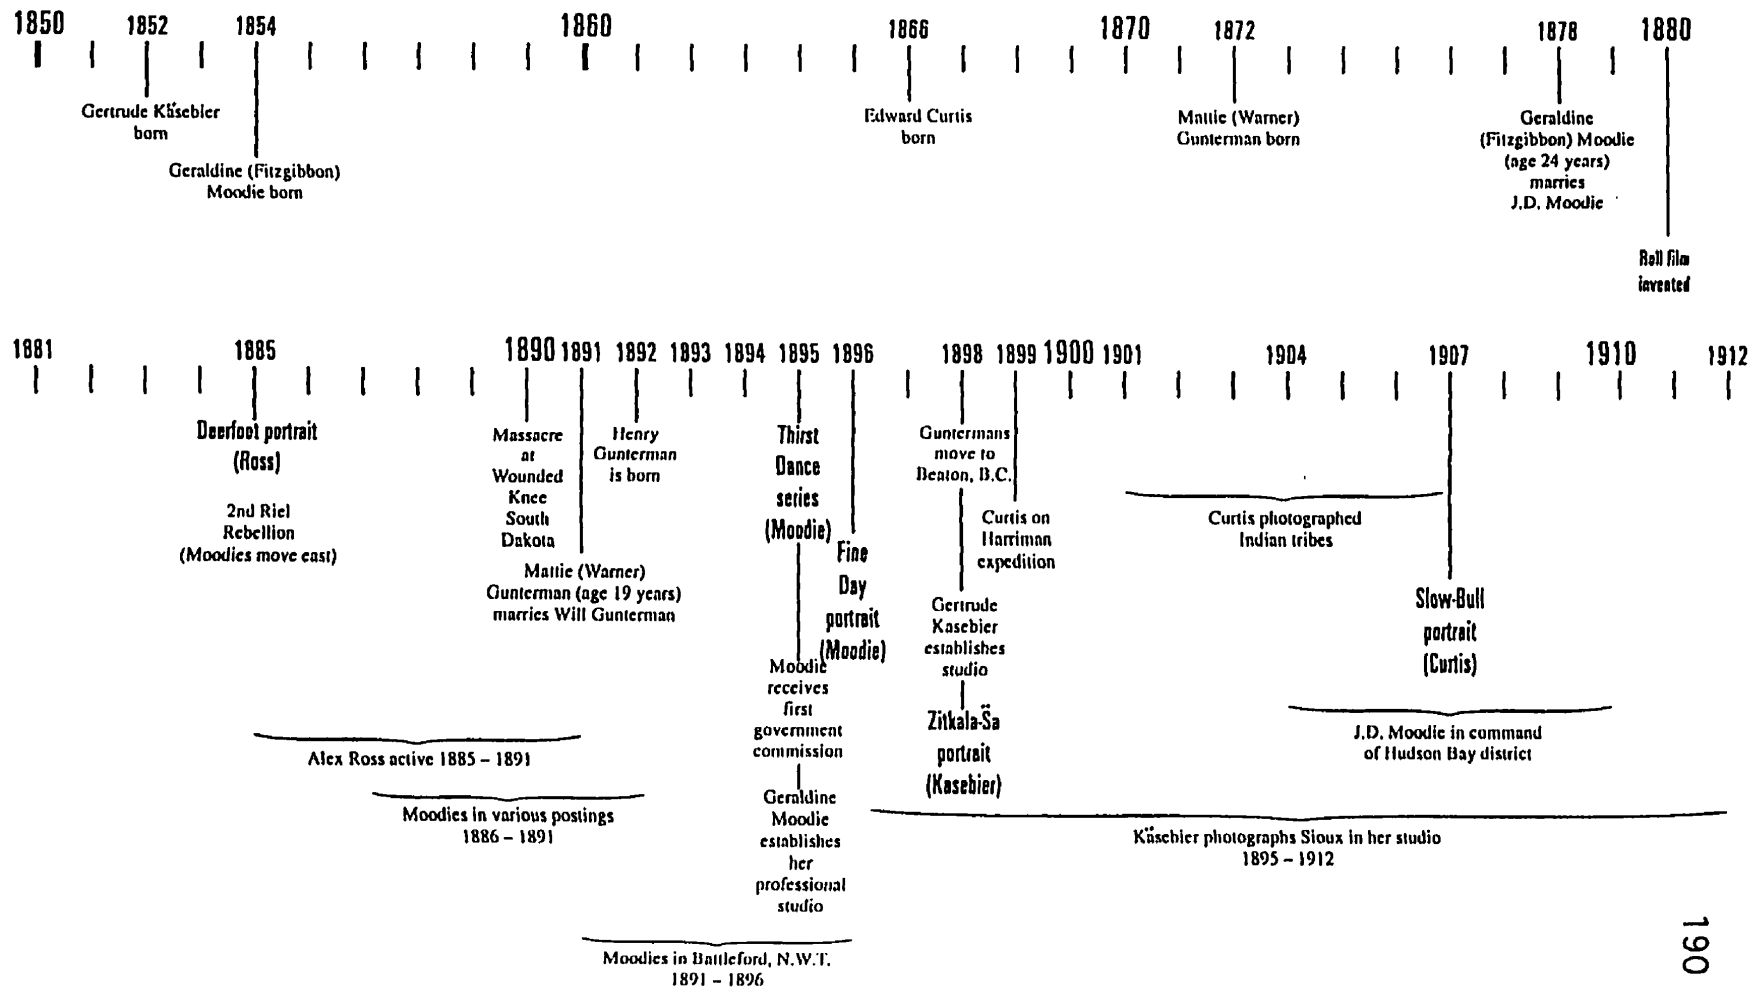 1850 1852 1854 1860 1866 1870 1872 1878 1880
Gertrude Käsebier
born
Geraldine (Fitzgibbon)
Moodie born
Edward Curtis
born
Mattie (Warner)
Gunterman born
Geraldine
(Fitzgibbon) Moodie
(age 24 years)
marries
J.D. Moodie
Roll film
invented
1881 1885 1890 1891 1892 1893 1894 1895 1896 1898 1899 1900 1901 1904 1907 1910 1912
Deerfoot portrait
(Ross)
2nd Riel
Rebellion
(Moodies move east)
Massacre
at
Wounded
Knee
South
Dakota
Mattie (Warner)
Gunterman (age 19 years)
marries Will Gunterman
Henry
Gunterman
is born
Thirst
Dance
series
(Moodie)
Fine
Day
portrait
(Moodie)
Moodie
receives
first
government
commission
Geraldine
Moodie
establishes
her
professional
studio
Guntermans
move to
Beaton, B.C.
Curtis on
Harriman
expedition
Gertrude
Kasebier
establishes
studio
Zitkala-Sa
portrait
(Kasebier)
Curtis photographed
Indian tribes
Slow-Bull
portrait
(Curtis)
J.D. Moodie in command
of Hudson Bay district
Alex Ross active 1885 – 1891
Moodies in various postings
1886 – 1891
Käsebier photographs Sioux in her studio
1895 – 1912
Moodies in Battleford, N.W.T.
1891 – 1896
190